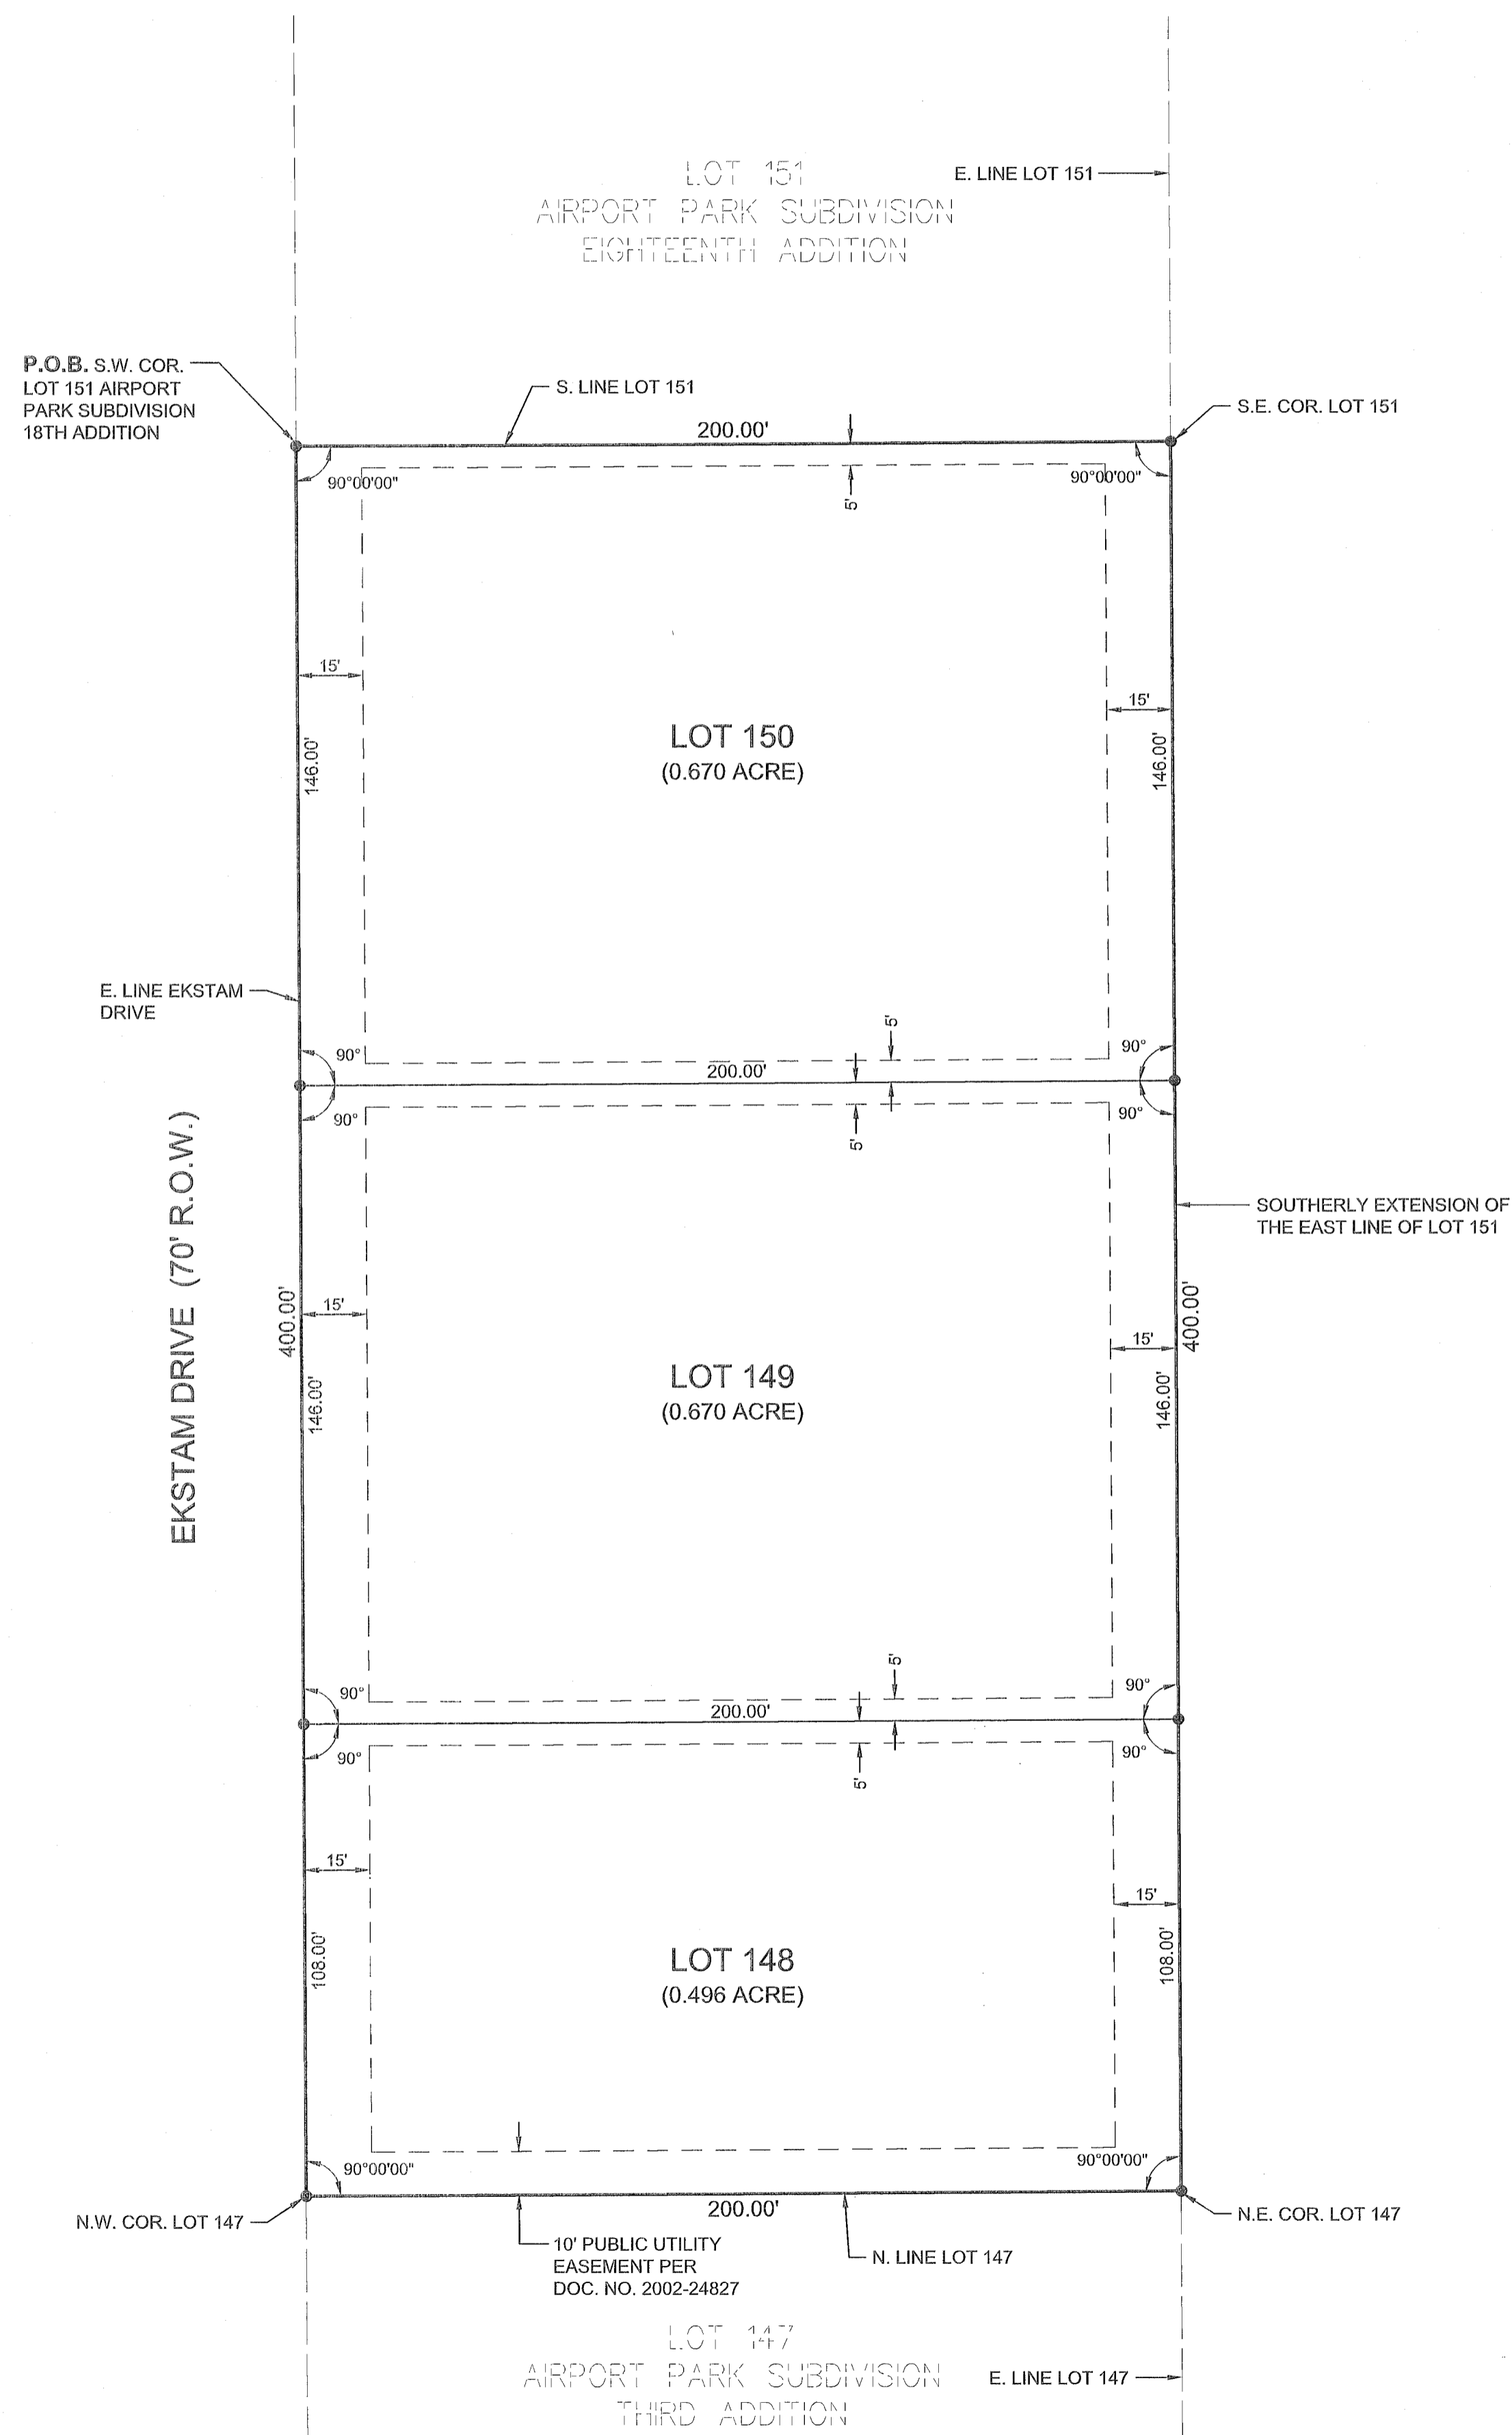 LOT 151
AIRPORT PARK SUBDIVISION
EIGHTEENTH ADDITION
E. LINE LOT 151
P.O.B. S.W. COR.
LOT 151 AIRPORT
PARK SUBDIVISION
18TH ADDITION
S. LINE LOT 151
S.E. COR. LOT 151
200.00'
90°00'00"
90°00'00"
5'
15'
15'
146.00'
146.00'
LOT 150
(0.670 ACRE)
E. LINE EKSTAM
DRIVE
5'
90°
90°
200.00'
90°
90°
5'
EKSTAM DRIVE (70' R.O.W.)
SOUTHERLY EXTENSION OF
THE EAST LINE OF LOT 151
400.00'
400.00'
15'
15'
146.00'
146.00'
LOT 149
(0.670 ACRE)
5'
90°
90°
200.00'
90°
90°
5'
15'
15'
108.00'
108.00'
LOT 148
(0.496 ACRE)
90°00'00"
90°00'00"
N.W. COR. LOT 147
200.00'
N.E. COR. LOT 147
10' PUBLIC UTILITY
EASEMENT PER
DOC. NO. 2002-24827
N. LINE LOT 147
LOT 147
AIRPORT PARK SUBDIVISION
THIRD ADDITION
E. LINE LOT 147